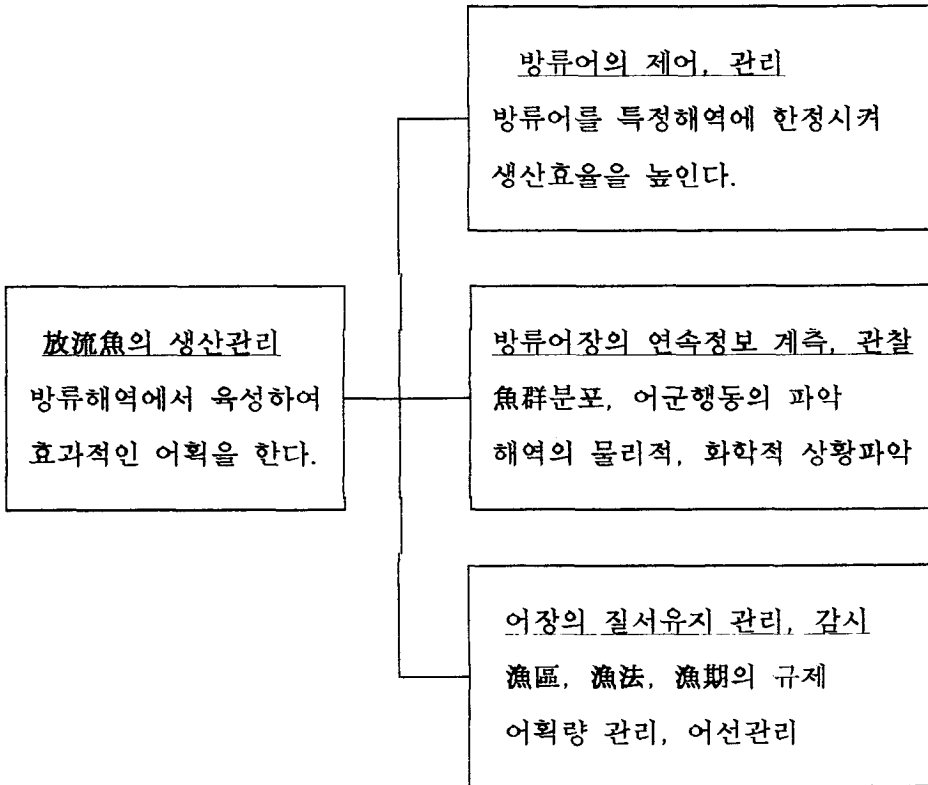 방류어의 제어, 관리
방류어를 특정해역에 한정시켜
생산효율을 높인다.
放流魚의 생산관리
방류해역에서 육성하여
효과적인 어획을 한다.
방류어장의 연속정보 계측, 관찰
魚群분포, 어군행동의 파악
해역의 물리적, 화학적 상황파악
어장의 질서유지 관리, 감시
漁區, 漁法, 漁期의 규제
어획량 관리, 어선관리